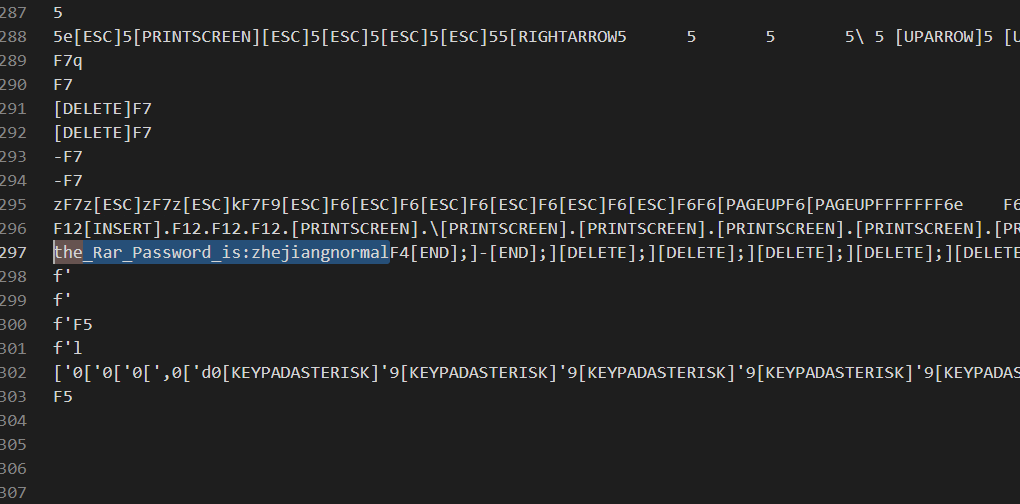 287 5
288 5e[ESC]5[PRINTSCREEN][ESC]5[ESC]5[ESC]5[ESC]55[RIGHTARROW5 5 5 5\ 5 [UPARROW]5 [U
289 F7q
290 F7
291 [DELETE]F7
292 [DELETE]F7
293 -F7
294 -F7
295 zF7z[ESC]zF7z[ESC]kF7F9[ESC]F6[ESC]F6[ESC]F6[ESC]F6[ESC]F6[ESC]F6F6[PAGEUPF6[PAGEUPFFFFFFF6e F6
296 F12[INSERT].F12.F12.F12.[PRINTSCREEN].\[PRINTSCREEN].[PRINTSCREEN].[PRINTSCREEN].[PRINTSCREEN].[PR
297 the_Rar_Password_is:zhejiangnormalF4[END];]-[END];][DELETE];][DELETE];][DELETE];][DELETE];][DELETE
298 f'
299 f'
300 f'F5
301 f'l
302 ['0['0['0[',0['d0[KEYPADASTERISK]'9[KEYPADASTERISK]'9[KEYPADASTERISK]'9[KEYPADASTERISK]'9[KEYPADAS
303 F5
304
305
306
307